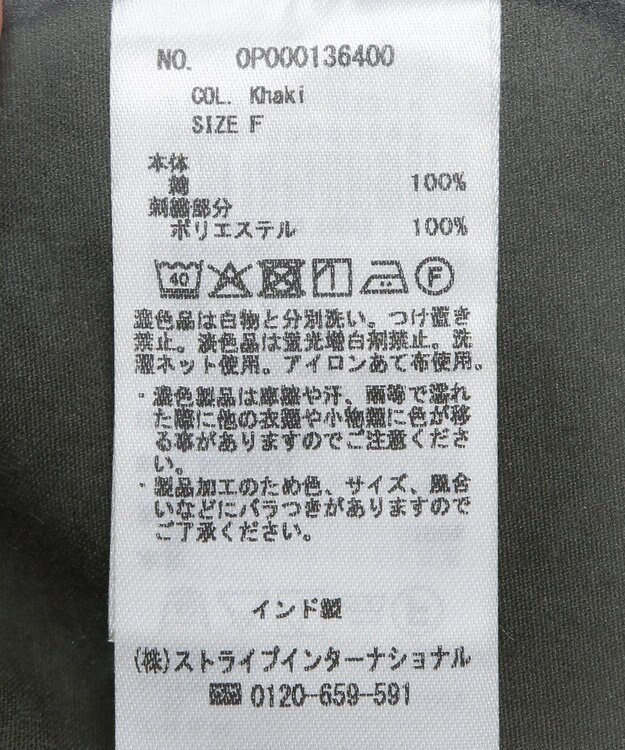 NO. OP000136400
COL. Khaki
SIZE F
本体
綿 100%
刺繍部分
ポリエステル 100%
40
F
濃色品は白物と分別洗い。つけ置き
禁止。淡色品は蛍光増白剤禁止。洗
濯ネット使用。アイロンあて布使用。
・濃色製品は摩擦や汗、雨等で濡れ
た際に他の衣類や小物類に色が移
る事がありますのでご注意くださ
い。
・製品加工のため色、サイズ、風合
いなどにバラつきがありますので
ご了承ください。
インド製
(株)ストライプインターナショナル
0120-659-591